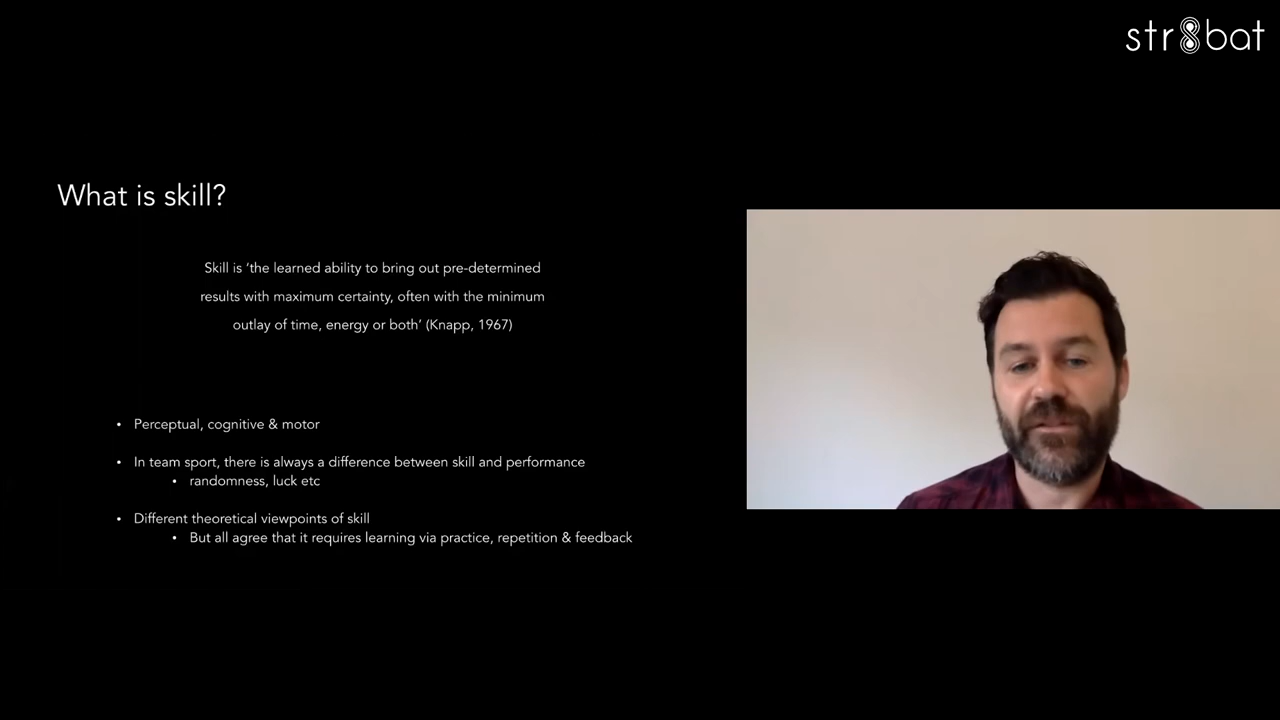 str8bat
What is skill?
Skill is ‘the learned ability to bring out pre-determined
results with maximum certainty, often with the minimum
outlay of time, energy or both’ (Knapp, 1967)
• Perceptual, cognitive & motor
• In team sport, there is always a difference between skill and performance
• randomness, luck etc
• Different theoretical viewpoints of skill
• But all agree that it requires learning via practice, repetition & feedback